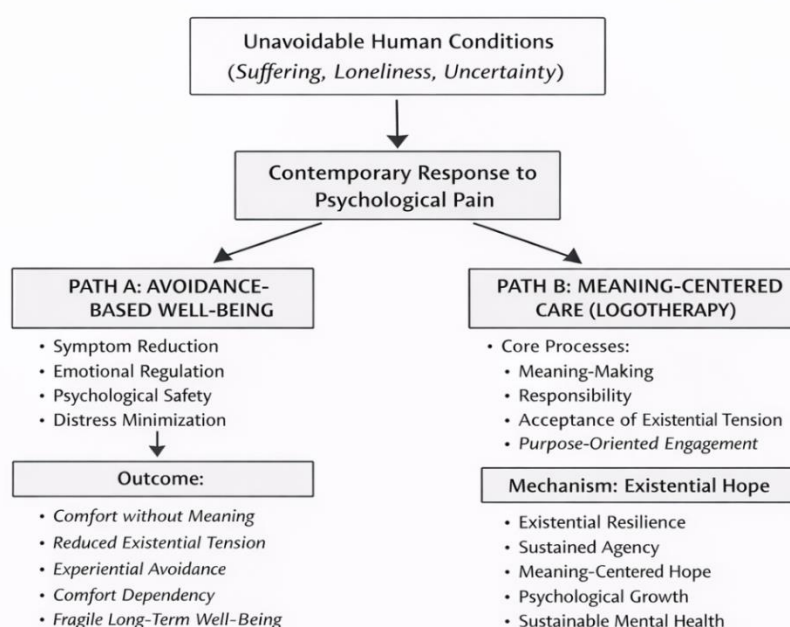 Unavoidable Human Conditions
(Suffering, Loneliness, Uncertainty)
Contemporary Response to
Psychological Pain
PATH A: AVOIDANCE-
BASED WELL-BEING
• Symptom Reduction
• Emotional Regulation
• Psychological Safety
• Distress Minimization
Outcome:
• Comfort without Meaning
• Reduced Existential Tension
• Experiential Avoidance
• Comfort Dependency
• Fragile Long-Term Well-Being
PATH B: MEANING-CENTERED
CARE (LOGOTHERAPY)
• Core Processes:
• Meaning-Making
• Responsibility
• Acceptance of Existential Tension
• Purpose-Oriented Engagement
Mechanism: Existential Hope
• Existential Resilience
• Sustained Agency
• Meaning-Centered Hope
• Psychological Growth
• Sustainable Mental Health